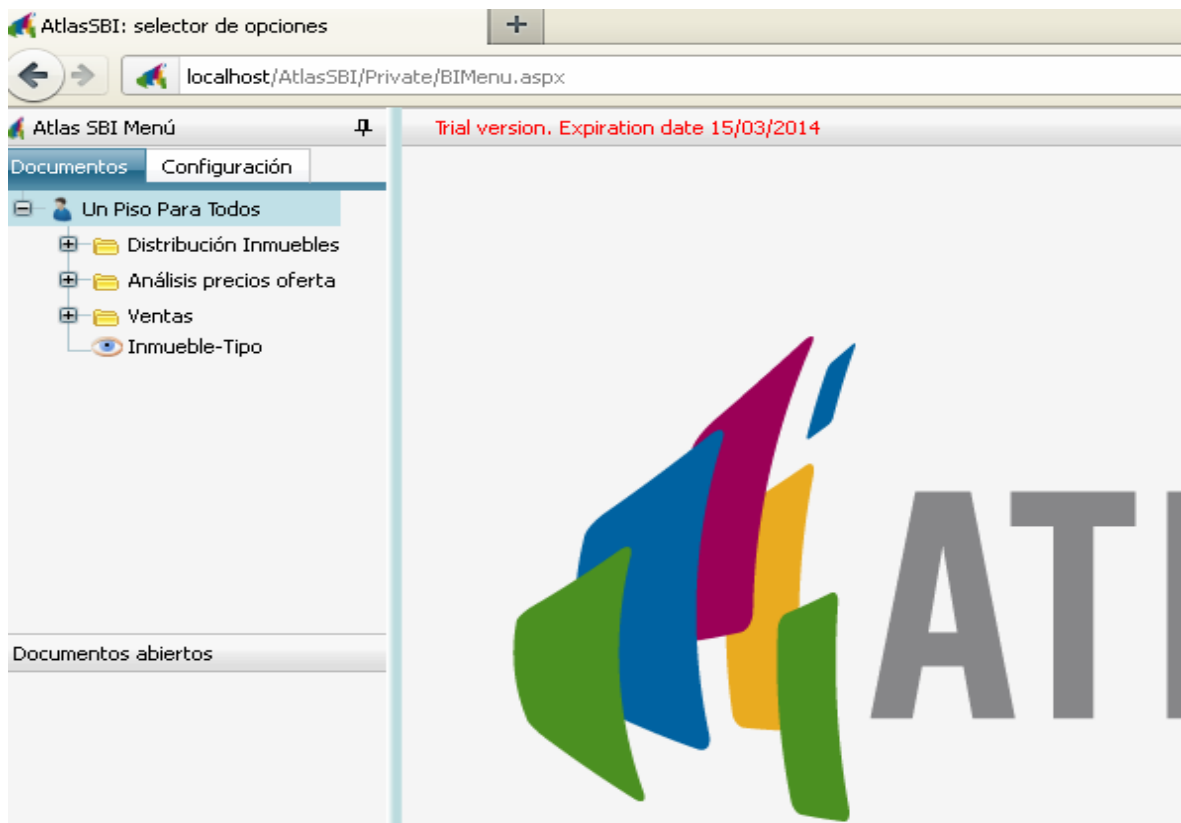 AtlasSBI: selector de opciones
localhost/AtlasSBI/Private/BIMenu.aspx
Atlas SBI Menú
Trial version. Expiration date 15/03/2014
Documentos Configuración
Un Piso Para Todos
Distribución Inmuebles
Análisis precios oferta
Ventas
Inmueble-Tipo
Documentos abiertos
AT